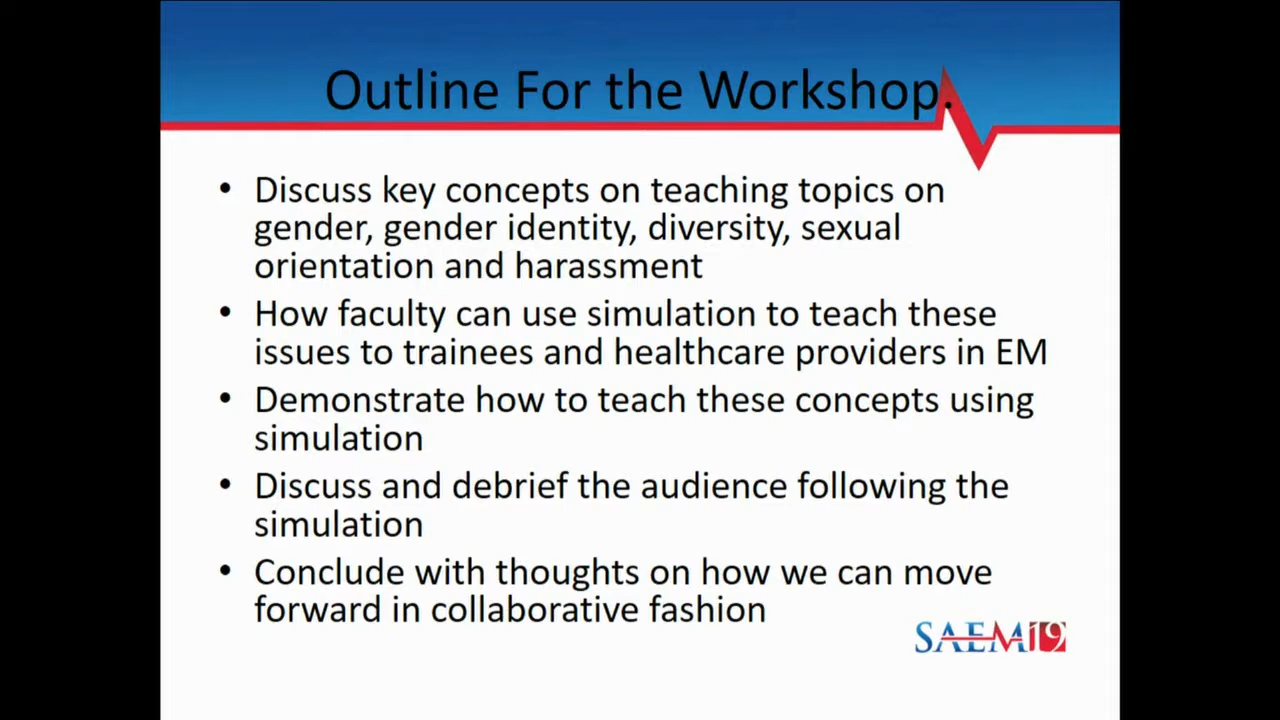 Outline For the Workshop.
• Discuss key concepts on teaching topics on
gender, gender identity, diversity, sexual
orientation and harassment
• How faculty can use simulation to teach these
issues to trainees and healthcare providers in EM
• Demonstrate how to teach these concepts using
simulation
• Discuss and debrief the audience following the
simulation
• Conclude with thoughts on how we can move
forward in collaborative fashion
SAEM19